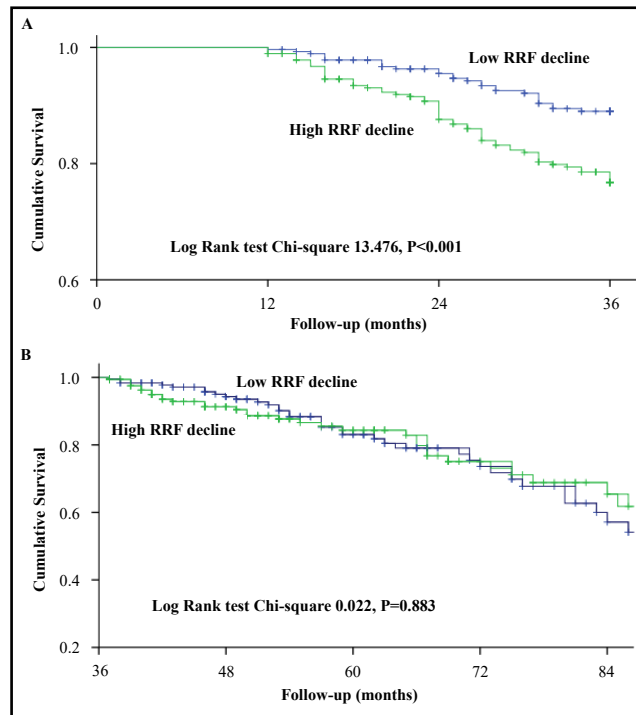 A
1.0
0.8
0.6
Cumulative Survival
Low RRF decline
High RRF decline
Log Rank test Chi-square 13.476, P<0.001
0 12 24 36
Follow-up (months)
B
1.0
0.8
0.6
0.4
0.2
Cumulative Survival
Low RRF decline
High RRF decline
Log Rank test Chi-square 0.022, P=0.883
36 48 60 72 84
Follow-up (months)